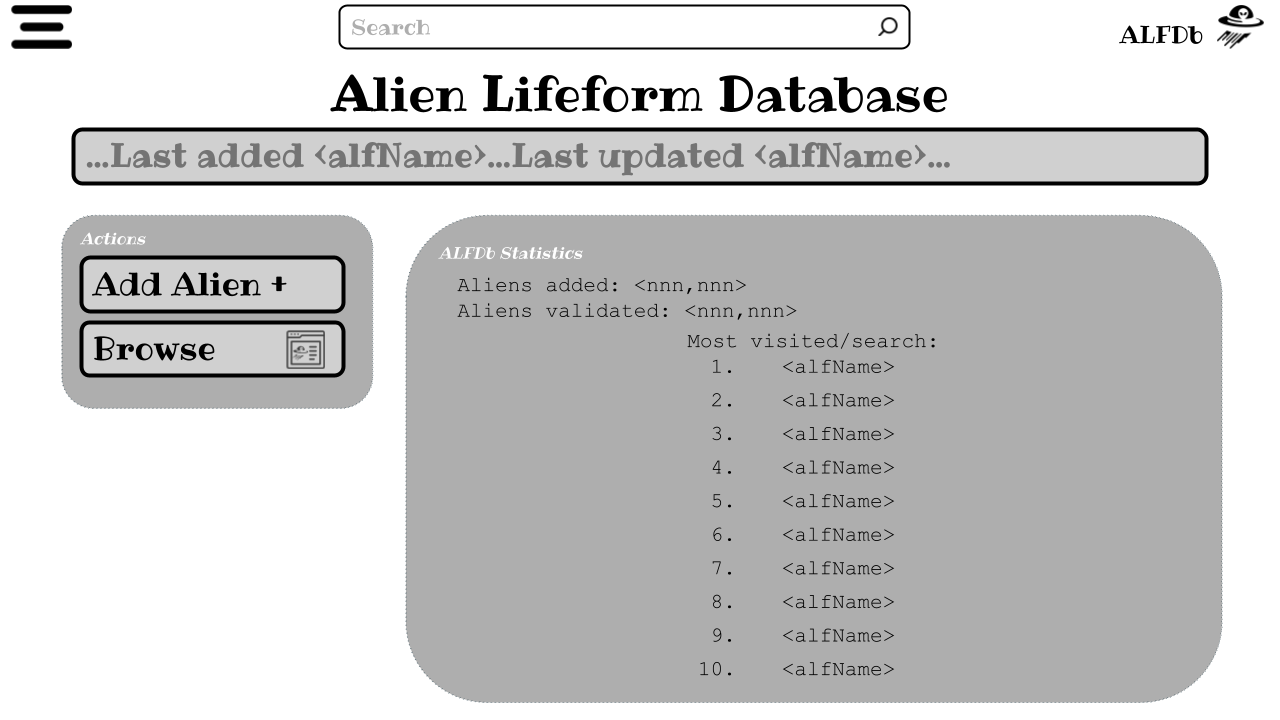 Search
ALFDb
Alien Lifeform Database
...Last added <alfName>...Last updated <alfName>...
Actions
Add Alien +
Browse
ALFDb Statistics
Aliens added: <nnn,nnn>
Aliens validated: <nnn,nnn>
Most visited/search:
1. <alfName>
2. <alfName>
3. <alfName>
4. <alfName>
5. <alfName>
6. <alfName>
7. <alfName>
8. <alfName>
9. <alfName>
10. <alfName>